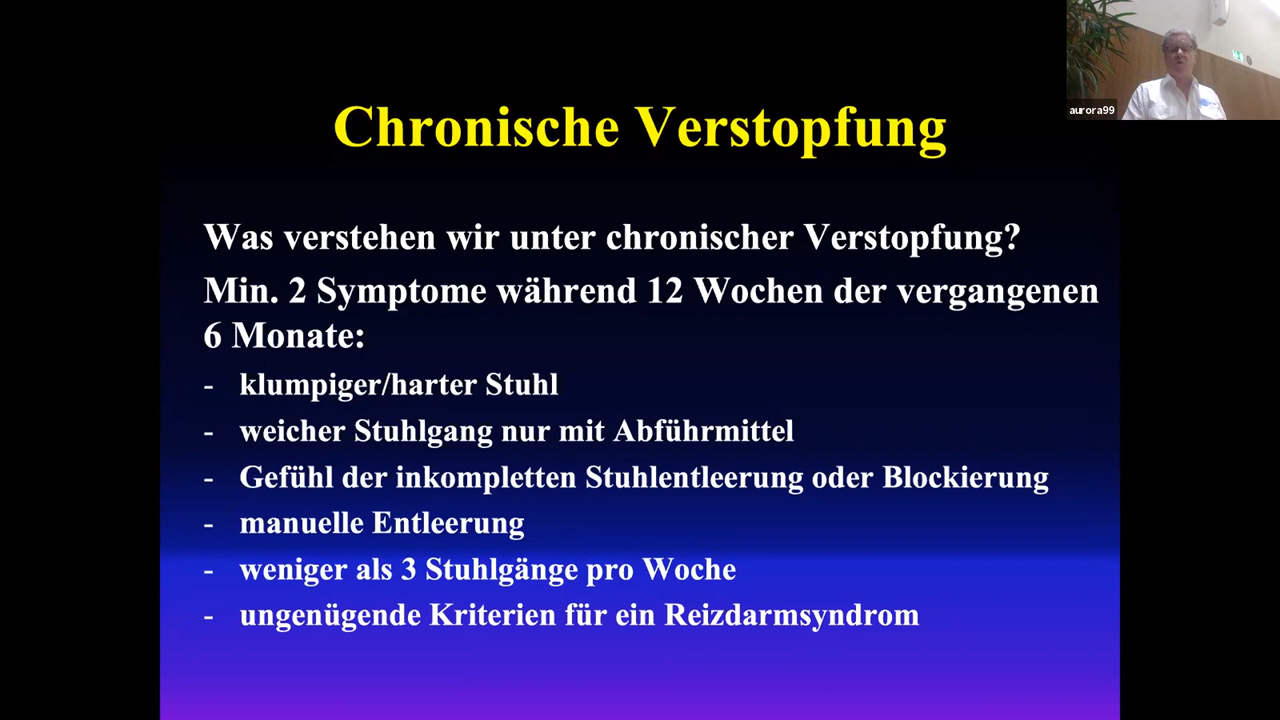 Chronische Verstopfung
aurora99
Was verstehen wir unter chronischer Verstopfung?
Min. 2 Symptome während 12 Wochen der vergangenen
6 Monate:
- klumpiger/harter Stuhl
- weicher Stuhlgang nur mit Abführmittel
- Gefühl der inkompletten Stuhlentleerung oder Blockierung
- manuelle Entleerung
- weniger als 3 Stuhlgänge pro Woche
- ungenügende Kriterien für ein Reizdarmsyndrom